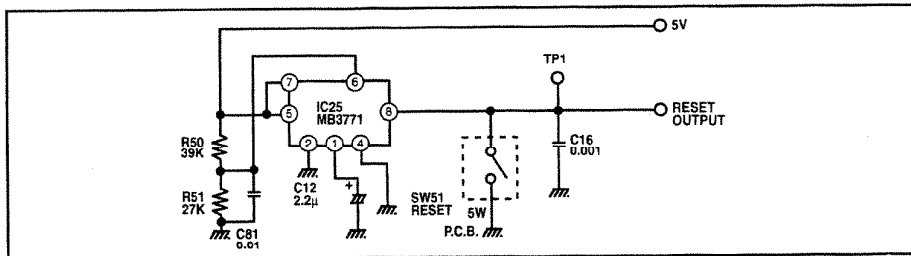 5V
TP1
7
6
IC25
MB3771
5
8
RESET
OUTPUT
R50
39K
2
1
4
C16
0.001
C12
2.2μ
+
R51
27K
SW51
RESET
5W
P.C.B.
C81
0.01